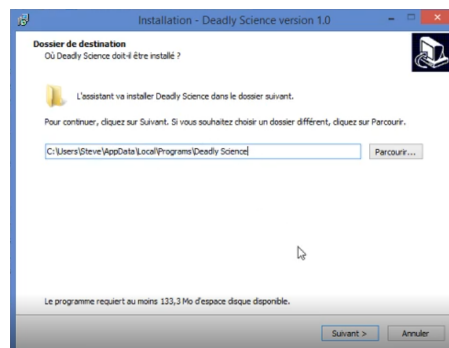 Installation - Deadly Science version 1.0
Dossier de destination
Où Deadly Science doit-il être installé ?
L'assistant va installer Deadly Science dans le dossier suivant.
Pour continuer, cliquez sur Suivant. Si vous souhaitez choisir un dossier différent, cliquez sur Parcourir.
C:\Users\Steve\AppData\Local\Programs\Deadly Science
Parcourir...
Le programme requiert au moins 133,3 Mo d'espace disque disponible.
Suivant >
Annuler